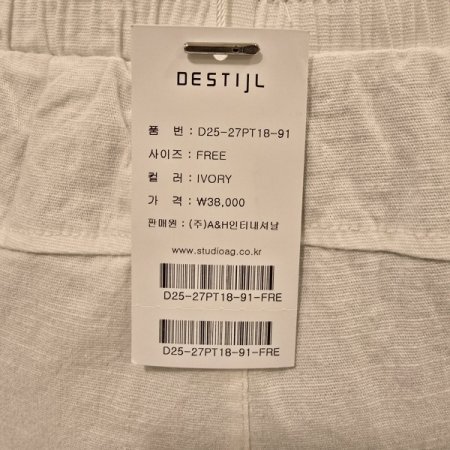 DESTIJL
품 번 : D25-27PT18-91
사이즈 : FREE
컬 러 : IVORY
가 격 : ₩38,000
판매원 : (주)A&H인터내셔날
www.studioag.co.kr
D25-27PT18-91-FRE
D25-27PT18-91-FRE